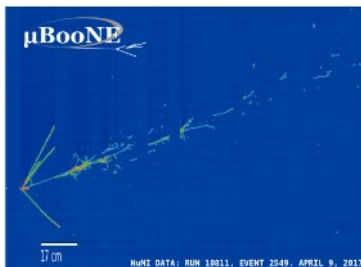 μBooNE
17 cm
NuMI DATA: RUN 10811, EVENT 2549. APRIL 9, 2017